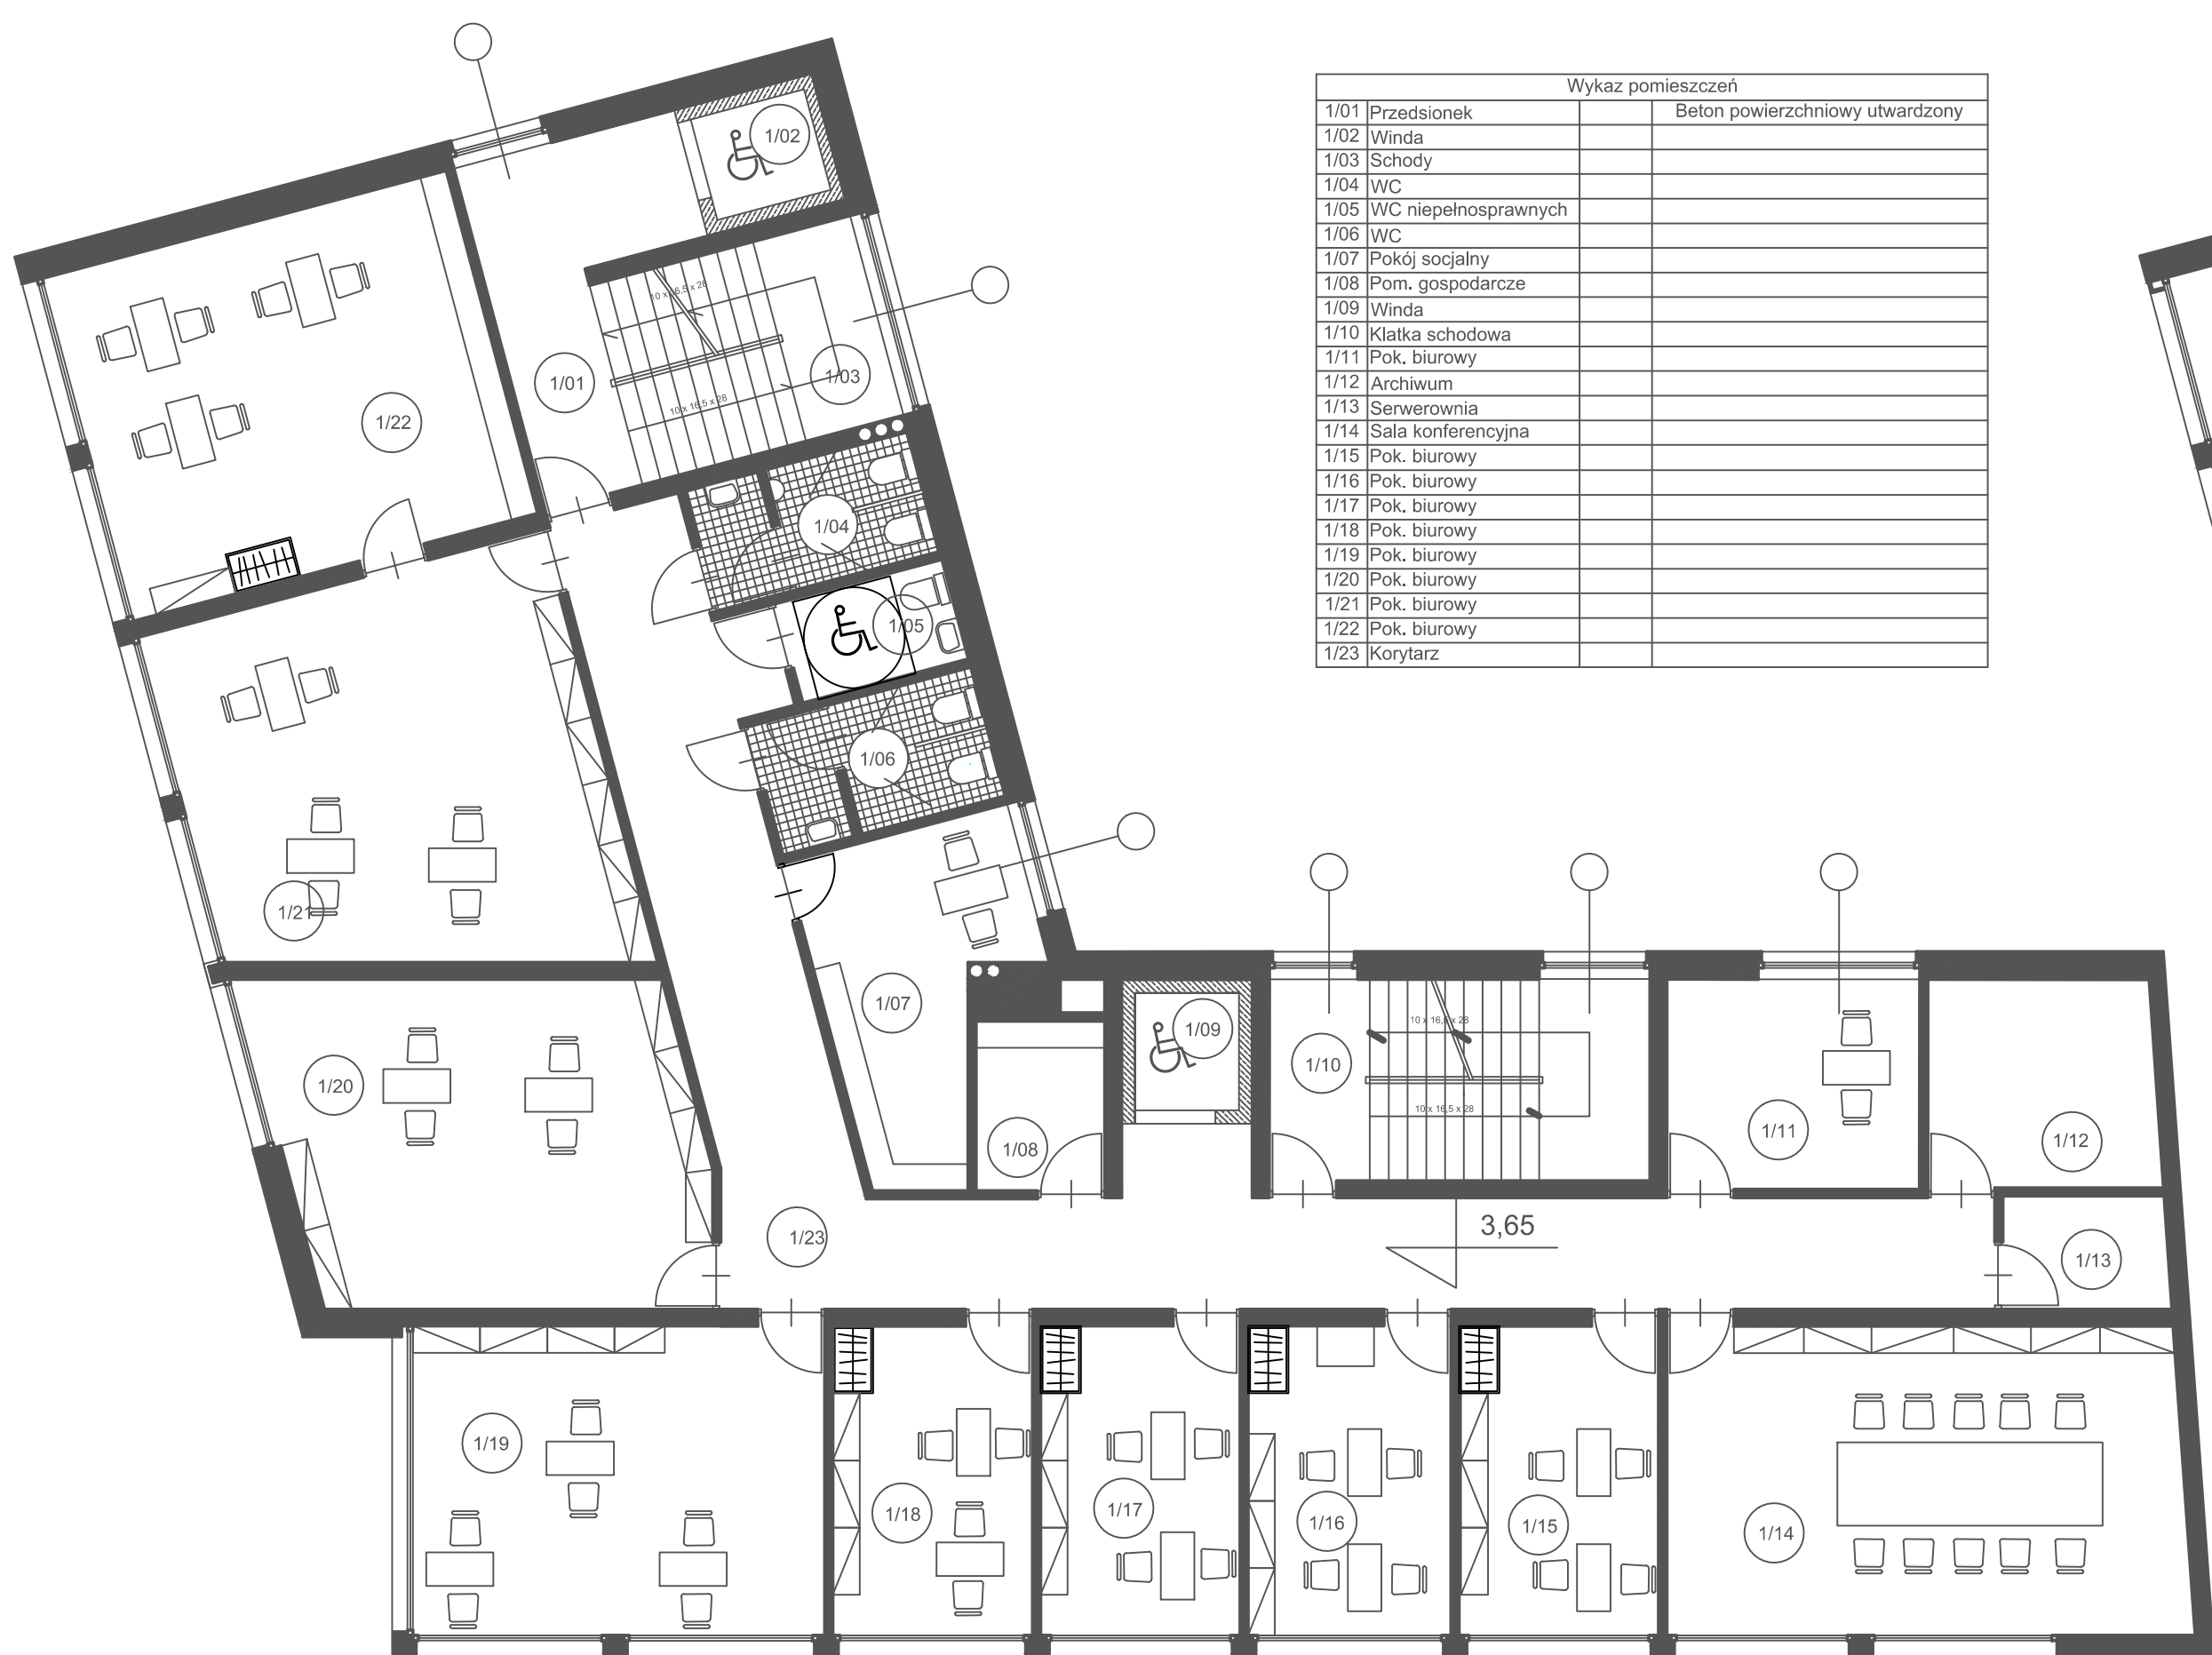 Wykaz pomieszczeń
1/01 Przedsionek Beton powierzchniowy utwardzony
1/02 Winda
1/03 Schody
1/04 WC
1/05 WC niepełnosprawnych
1/06 WC
1/07 Pokój socjalny
1/08 Pom. gospodarcze
1/09 Winda
1/10 Klatka schodowa
1/11 Pok. biurowy
1/12 Archiwum
1/13 Serwerownia
1/14 Sala konferencyjna
1/15 Pok. biurowy
1/16 Pok. biurowy
1/17 Pok. biurowy
1/18 Pok. biurowy
1/19 Pok. biurowy
1/20 Pok. biurowy
1/21 Pok. biurowy
1/22 Pok. biurowy
1/23 Korytarz
1/02
10 x 16,5 x 28
1/01
1/03
10 x 16,5 x 28
1/22
1/04
1/05
1/06
1/21
1/07
1/09
10 x 16,5 x 28
1/10
1/20
10 x 16,5 x 28
1/11
1/12
1/08
3,65
1/23
1/13
1/19
1/17
1/18
1/16
1/15
1/14